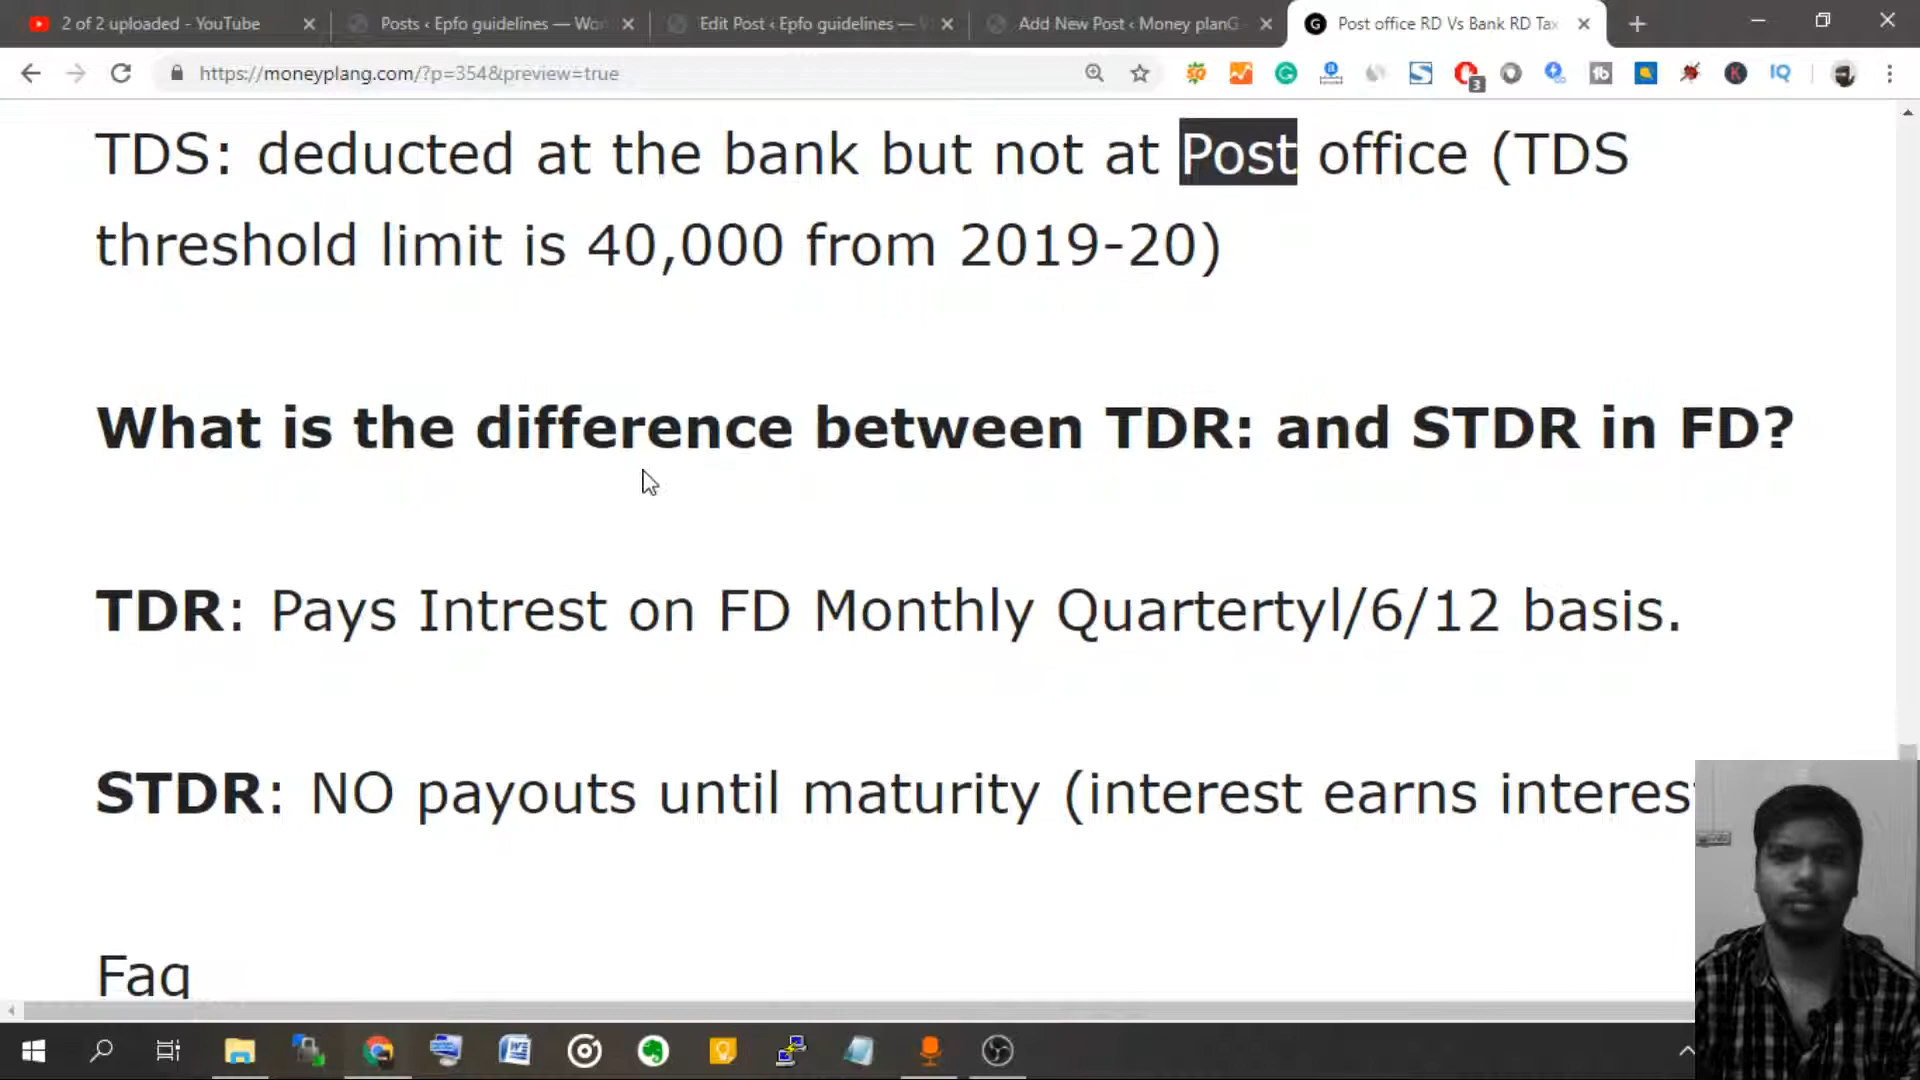 2 of 2 uploaded - YouTube
Posts ‹ Epfo guidelines — Wor
Edit Post ‹ Epfo guidelines — W
Add New Post ‹ Money planG
Post office RD Vs Bank RD Tax
https://moneyplang.com/?p=354&preview=true
3
IQ
TDS: deducted at the bank but not at Post office (TDS
threshold limit is 40,000 from 2019-20)
What is the difference between TDR: and STDR in FD?
TDR: Pays Intrest on FD Monthly Quartertyl/6/12 basis.
STDR: NO payouts until maturity (interest earns interest
Faq